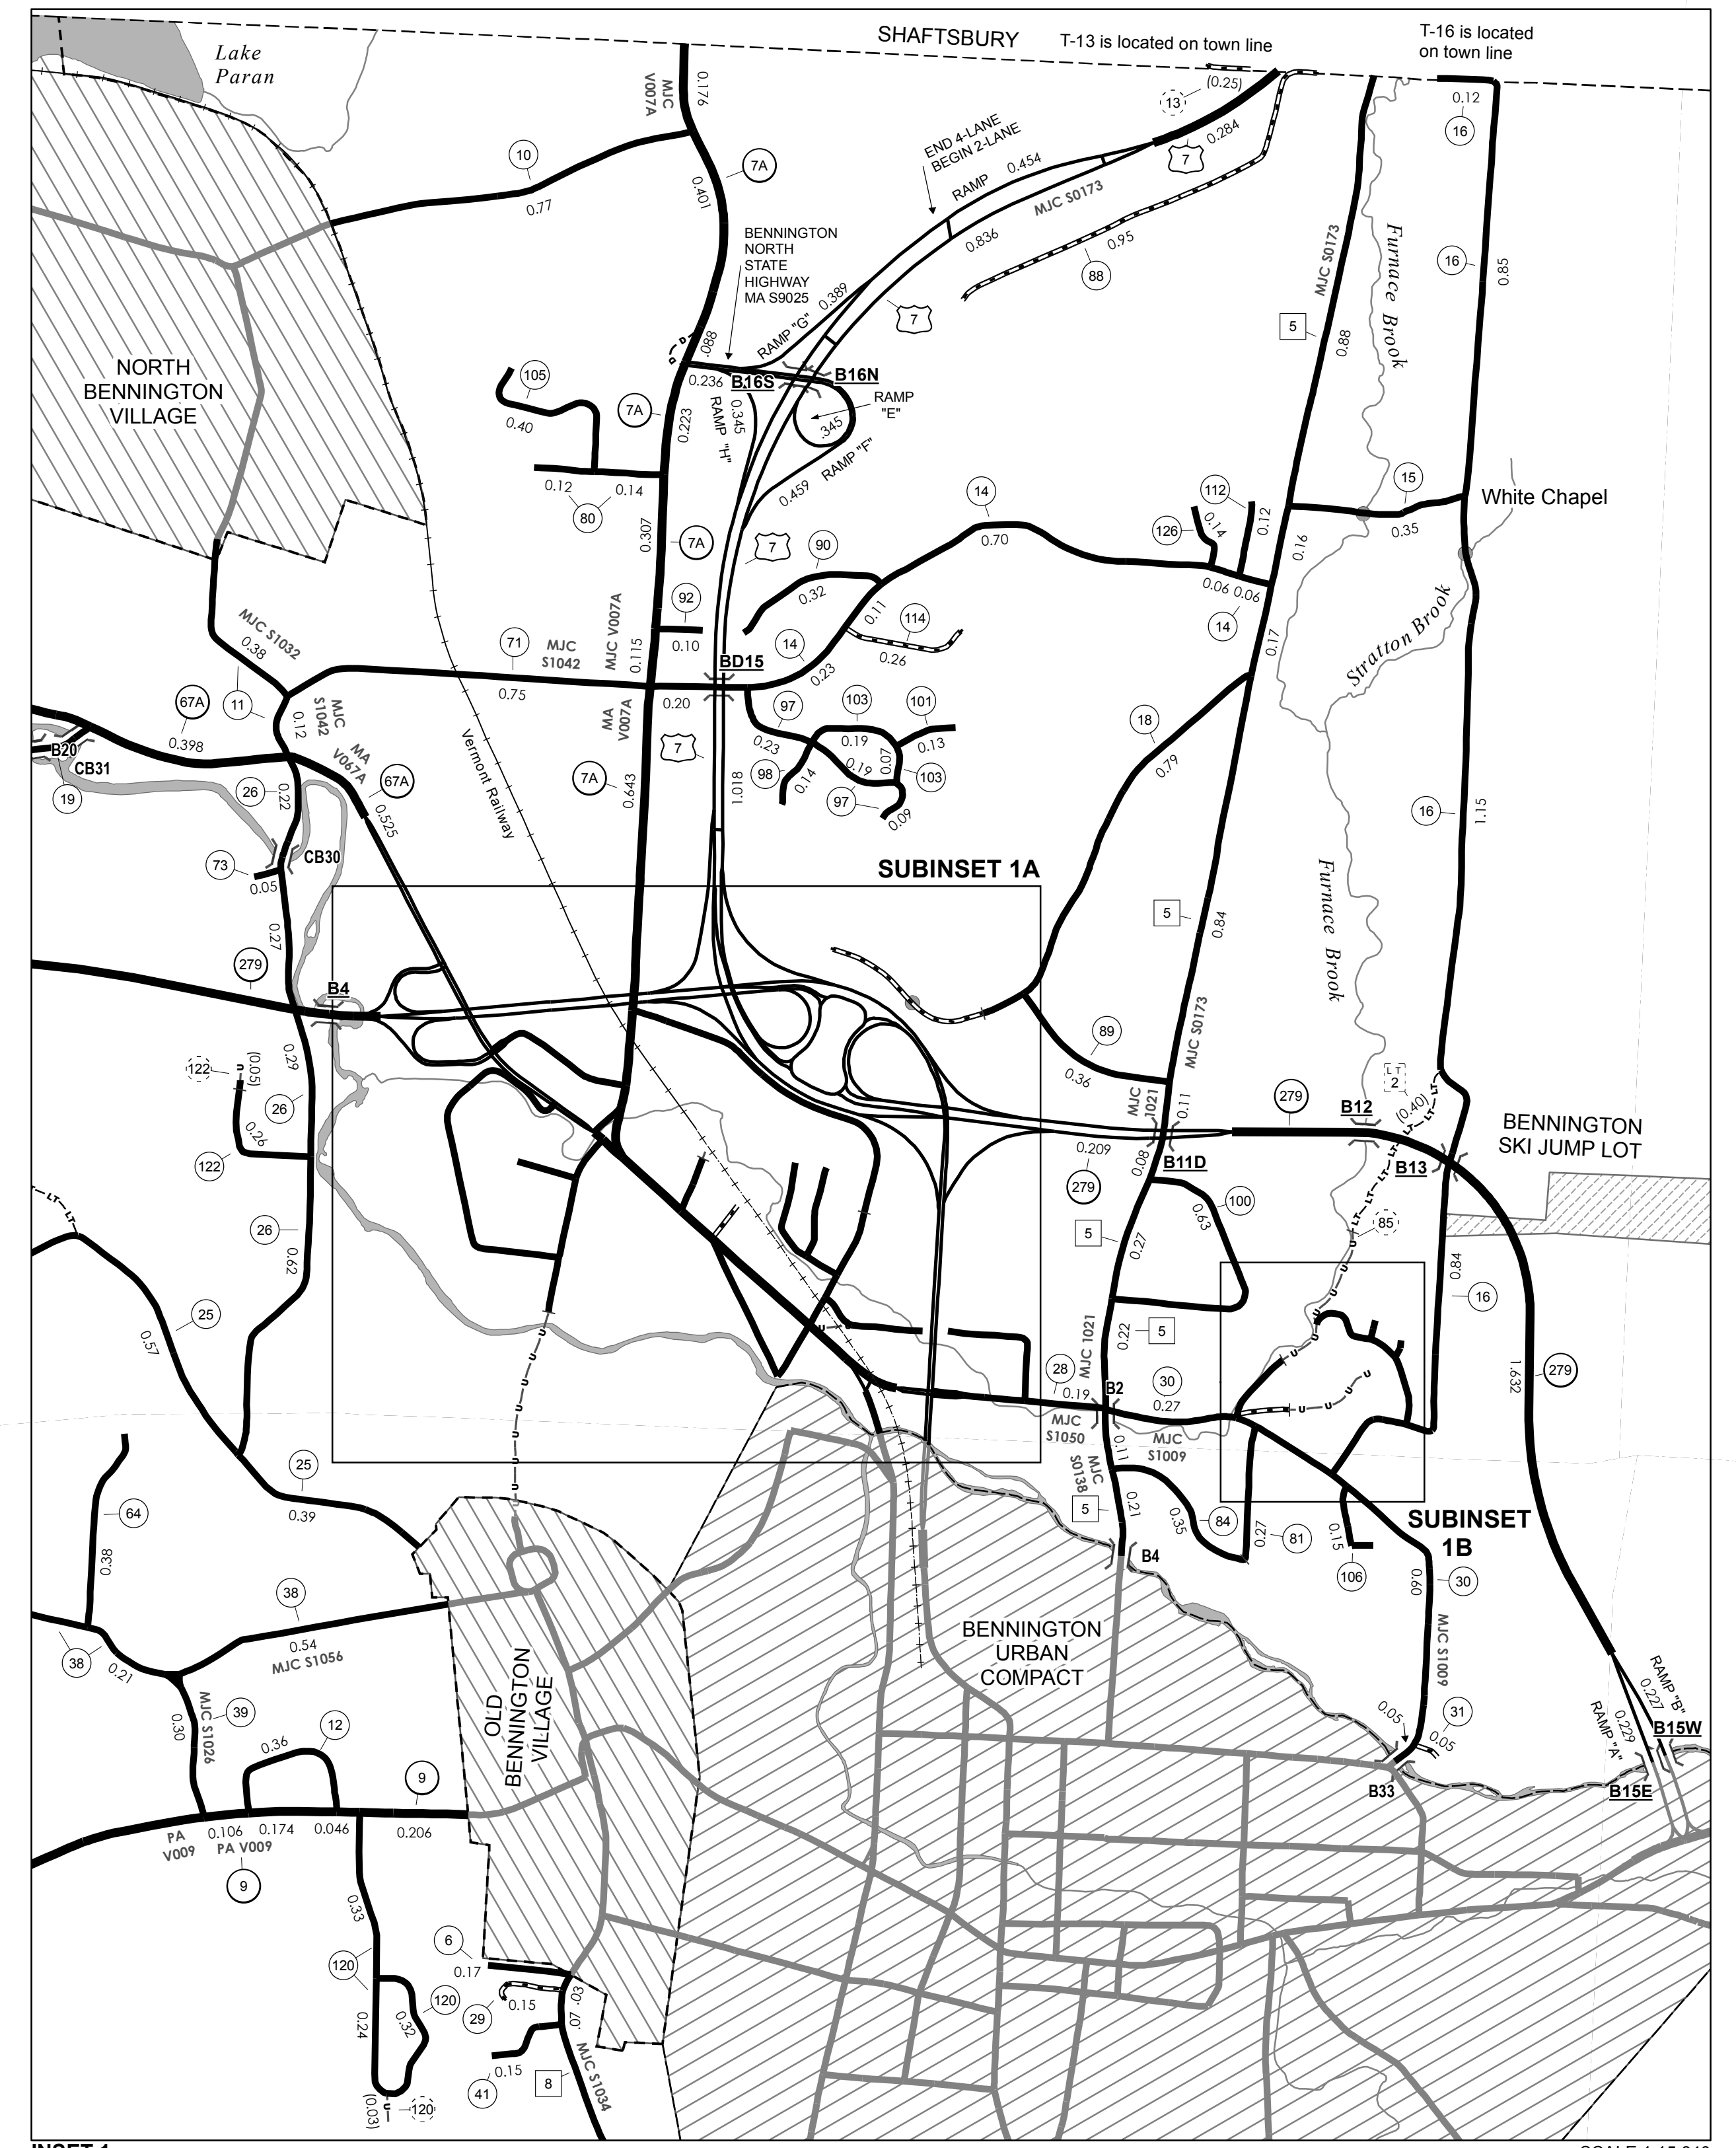 SHAFTSBURY
T-13 is located on town line
T-16 is located
on town line
Lake
Paran
MJC
V007A
0.176
(0.25)
13
0.284
7
0.12
16
END 4-LANE
BEGIN 2-LANE
RAMP
0.454
MJC S0173
0.836
0.95
88
10
0.77
7A
0.401
BENNINGTON
NORTH
STATE
HIGHWAY
MA S9025
Furnace Brook
MJC S0173
16
0.85
5
0.88
7
0.389
RAMP "G"
.088
D
D
NORTH
BENNINGTON
VILLAGE
105
0.40
0.236
B16S
B16N
RAMP
"E"
.345
0.345
RAMP "H"
RAMP "F"
0.459
7A
0.223
0.12
0.14
80
0.307
7A
7
90
0.32
14
0.70
112
0.12
126
0.14
15
0.35
White Chapel
0.16
0.06
0.06
14
0.17
Stratton Brook
92
0.10
MJC V007A
0.115
0.11
114
0.26
14
0.23
BD15
MJC S1032
0.38
11
71
MJC
S1042
0.75
MA
V007A
0.20
97
0.23
103
0.19
101
0.13
0.07
103
98
0.14
0.19
97
0.09
18
0.79
67A
0.398
MJC
S1042
0.12
MA
V067A
67A
0.525
Vermont Railway
7
7A
0.643
1.018
B20
CB31
19
26
0.22
CB30
73
0.05
0.27
16
1.15
SUBINSET 1A
5
0.84
Furnace Brook
279
B4
0.29
(0.05)
122
U
26
0.26
122
26
0.62
89
0.36
MJC S0173
MJC
1021
0.11
0.08
0.209
279
B11D
279
B12
LT
2
(0.40)
LT
LT
LT
LT
LT
B13
BENNINGTON
SKI JUMP LOT
100
0.63
5
0.27
85
U
U
U
U
U
0.84
16
LT
LT
25
0.57
MJC 1021
0.22
5
28
0.19
B2
30
0.27
MJC
S1050
MJC
S1009
1.632
279
U
U
U
U
U
U
U
U
U
U
U
U
U
0.11
MJC
S0138
5
0.21
B4
0.35
84
0.27
81
0.15
106
SUBINSET
1B
0.60
30
MJC S1009
25
0.39
64
0.38
38
0.21
38
0.54
MJC S1056
MJC S1026
39
0.30
12
0.36
9
PA
V009
0.106
0.174
0.046
0.206
PA V009
9
OLD
BENNINGTON
VILLAGE
BENNINGTON
URBAN
COMPACT
RAMP "B"
0.227
0.229
RAMP "A"
B15W
B15E
0.05
31
0.05
B33
0.33
120
0.24
120
0.32
(0.03)
U
120
6
0.17
29
0.15
.03
.07
MJC S1034
41
0.15
8